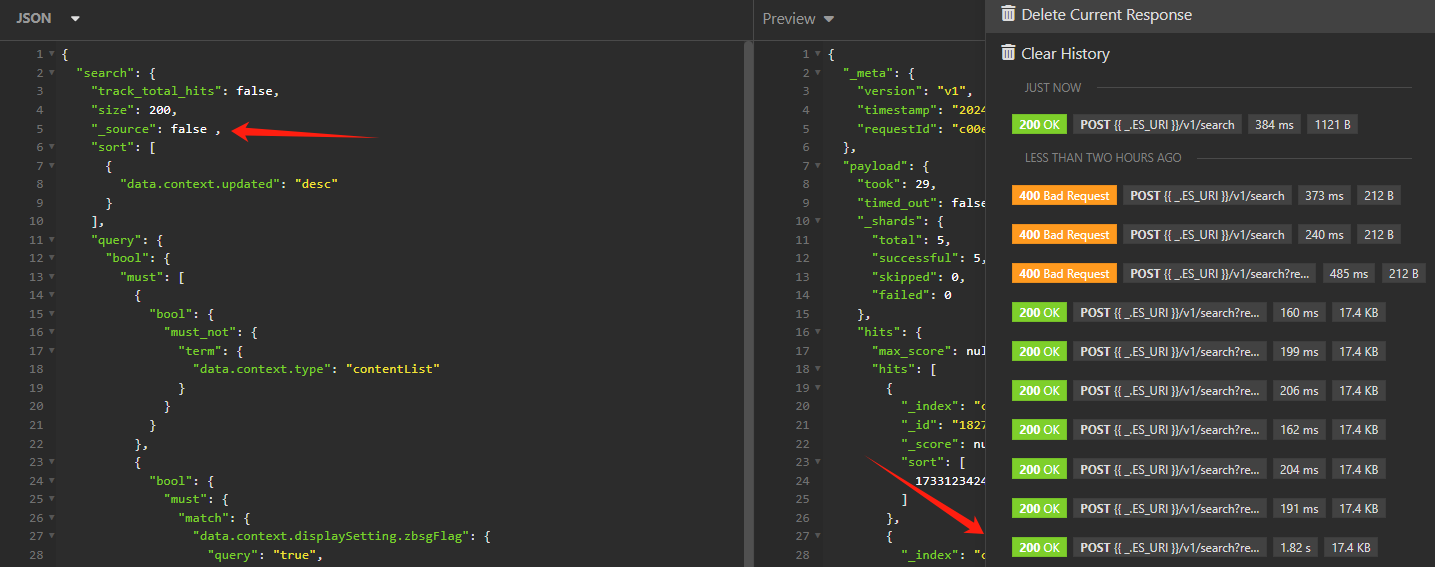 JSON
1 {
2 "search": {
3 "track_total_hits": false,
4 "size": 200,
5 "_source": false ,
6 "sort": [
7 {
8 "data.context.updated": "desc"
9 }
10 ],
11 "query": {
12 "bool": {
13 "must": [
14 {
15 "bool": {
16 "must_not": {
17 "term": {
18 "data.context.type": "contentList"
19 }
20 }
21 }
22 },
23 {
24 "bool": {
25 "must": {
26 "match": {
27 "data.context.displaySetting.zbsgFlag": {
28 "query": "true",
Preview
1 {
2 "_meta": {
3 "version": "v1",
4 "timestamp": "2024
5 "requestId": "c00e
6 },
7 "payload": {
8 "took": 29,
9 "timed_out": false
10 "_shards": {
11 "total": 5,
12 "successful": 5,
13 "skipped": 0,
14 "failed": 0
15 },
16 "hits": {
17 "max_score": nul
18 "hits": [
19 {
20 "_index": "c
21 "_id": "1827
22 "_score": nu
23 "sort": [
24 1733123424
25 ]
26 },
27 {
28 "_index": "c
Delete Current Response
Clear History
JUST NOW
200 OK POST {{ _.ES_URI }}/v1/search 384 ms 1121 B
LESS THAN TWO HOURS AGO
400 Bad Request POST {{ _.ES_URI }}/v1/search 373 ms 212 B
400 Bad Request POST {{ _.ES_URI }}/v1/search 240 ms 212 B
400 Bad Request POST {{ _.ES_URI }}/v1/search?re... 485 ms 212 B
200 OK POST {{ _.ES_URI }}/v1/search?re... 160 ms 17.4 KB
200 OK POST {{ _.ES_URI }}/v1/search?re... 199 ms 17.4 KB
200 OK POST {{ _.ES_URI }}/v1/search?re... 206 ms 17.4 KB
200 OK POST {{ _.ES_URI }}/v1/search?re... 162 ms 17.4 KB
200 OK POST {{ _.ES_URI }}/v1/search?re... 204 ms 17.4 KB
200 OK POST {{ _.ES_URI }}/v1/search?re... 191 ms 17.4 KB
200 OK POST {{ _.ES_URI }}/v1/search?re... 1.82 s 17.4 KB